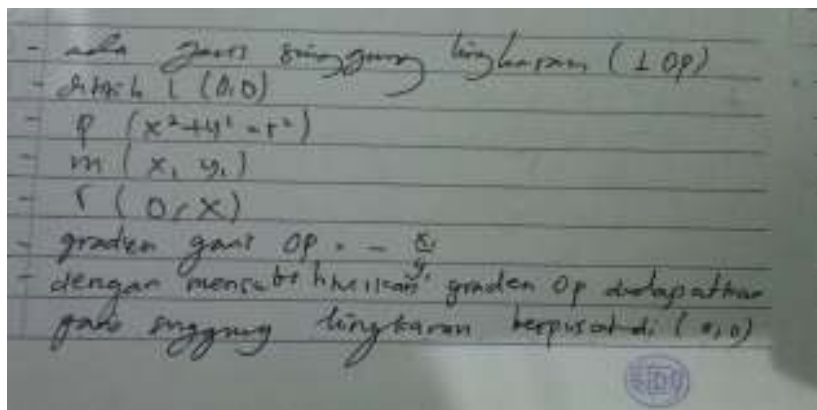 - ada garis singgung lingkaran (⊥ OP)
- titik L (0,0)
- P (x²+y²=r²)
- m (x, y,)
- r (0,x)
- gradien garis OP = - x₁/y₁
- dengan mensubtitusikan graden Op didapatkan
garis singgung lingkaran berpusat di (0,0)